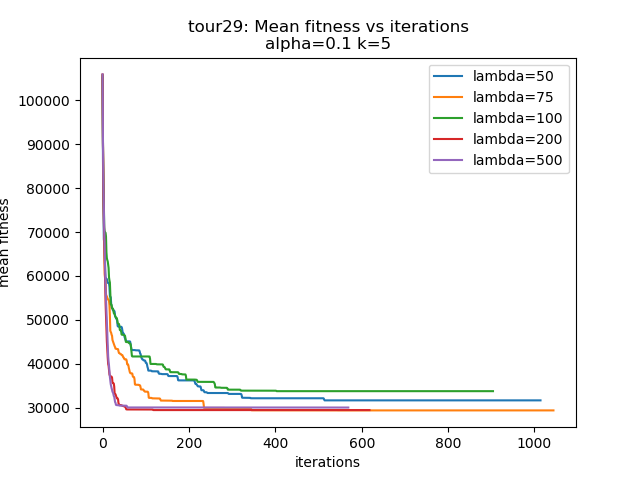 tour29: Mean fitness vs iterations
alpha=0.1 k=5
lambda=50
lambda=75
lambda=100
lambda=200
lambda=500
mean fitness
100000
90000
80000
70000
60000
50000
40000
30000
0 200 400 600 800 1000
iterations